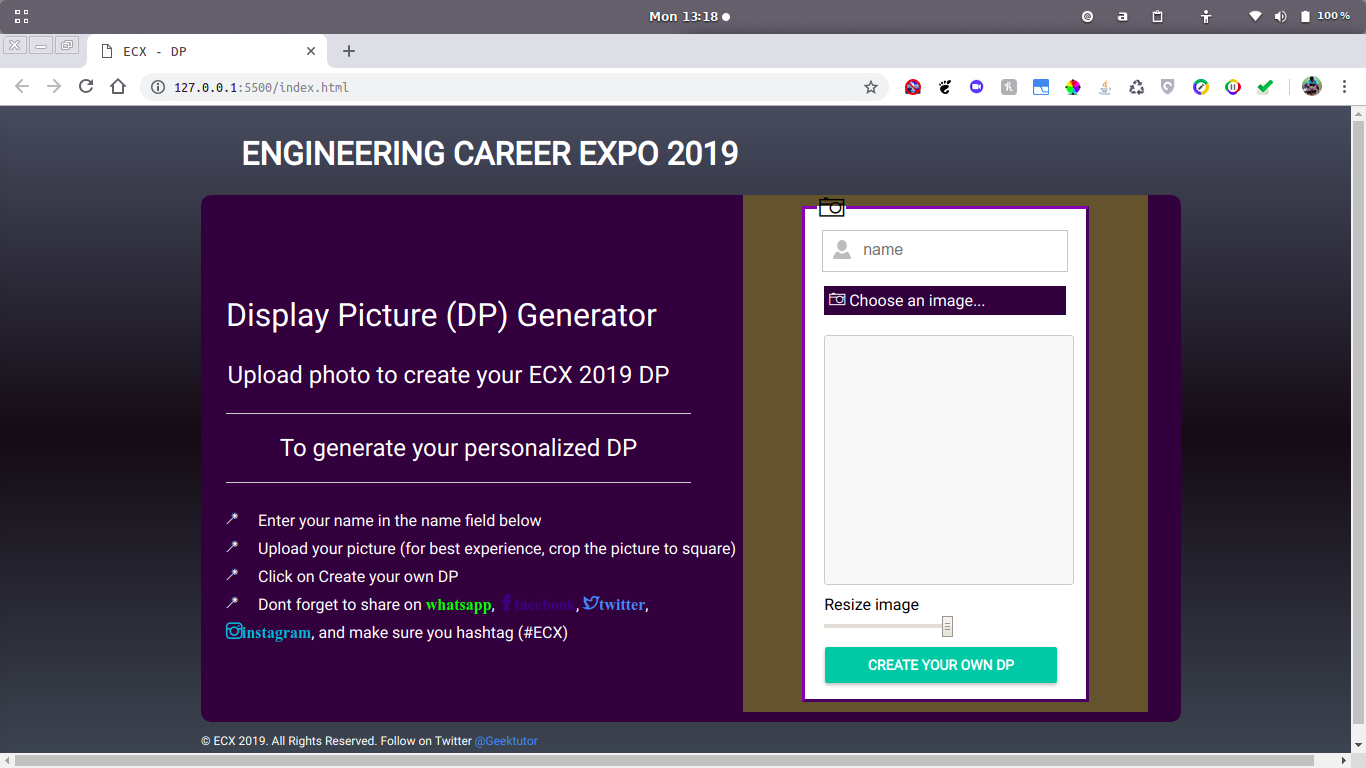 Mon 13:18
100 %
ECX - DP
127.0.0.1:5500/index.html
ENGINEERING CAREER EXPO 2019
Display Picture (DP) Generator
Upload photo to create your ECX 2019 DP
To generate your personalized DP
Enter your name in the name field below
Upload your picture (for best experience, crop the picture to square)
Click on Create your own DP
Dont forget to share on whatsapp, facebook, twitter,
instagram, and make sure you hashtag (#ECX)
name
Choose an image...
Resize image
CREATE YOUR OWN DP
© ECX 2019. All Rights Reserved. Follow on Twitter @Geektutor